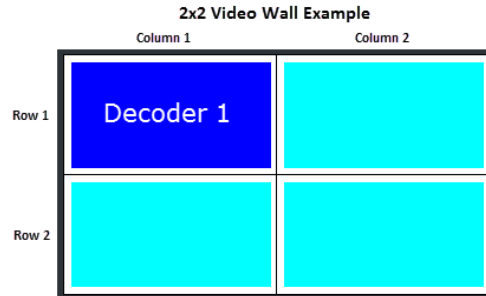 2x2 Video Wall Example
Column 1 Column 2
Row 1 Decoder 1
Row 2